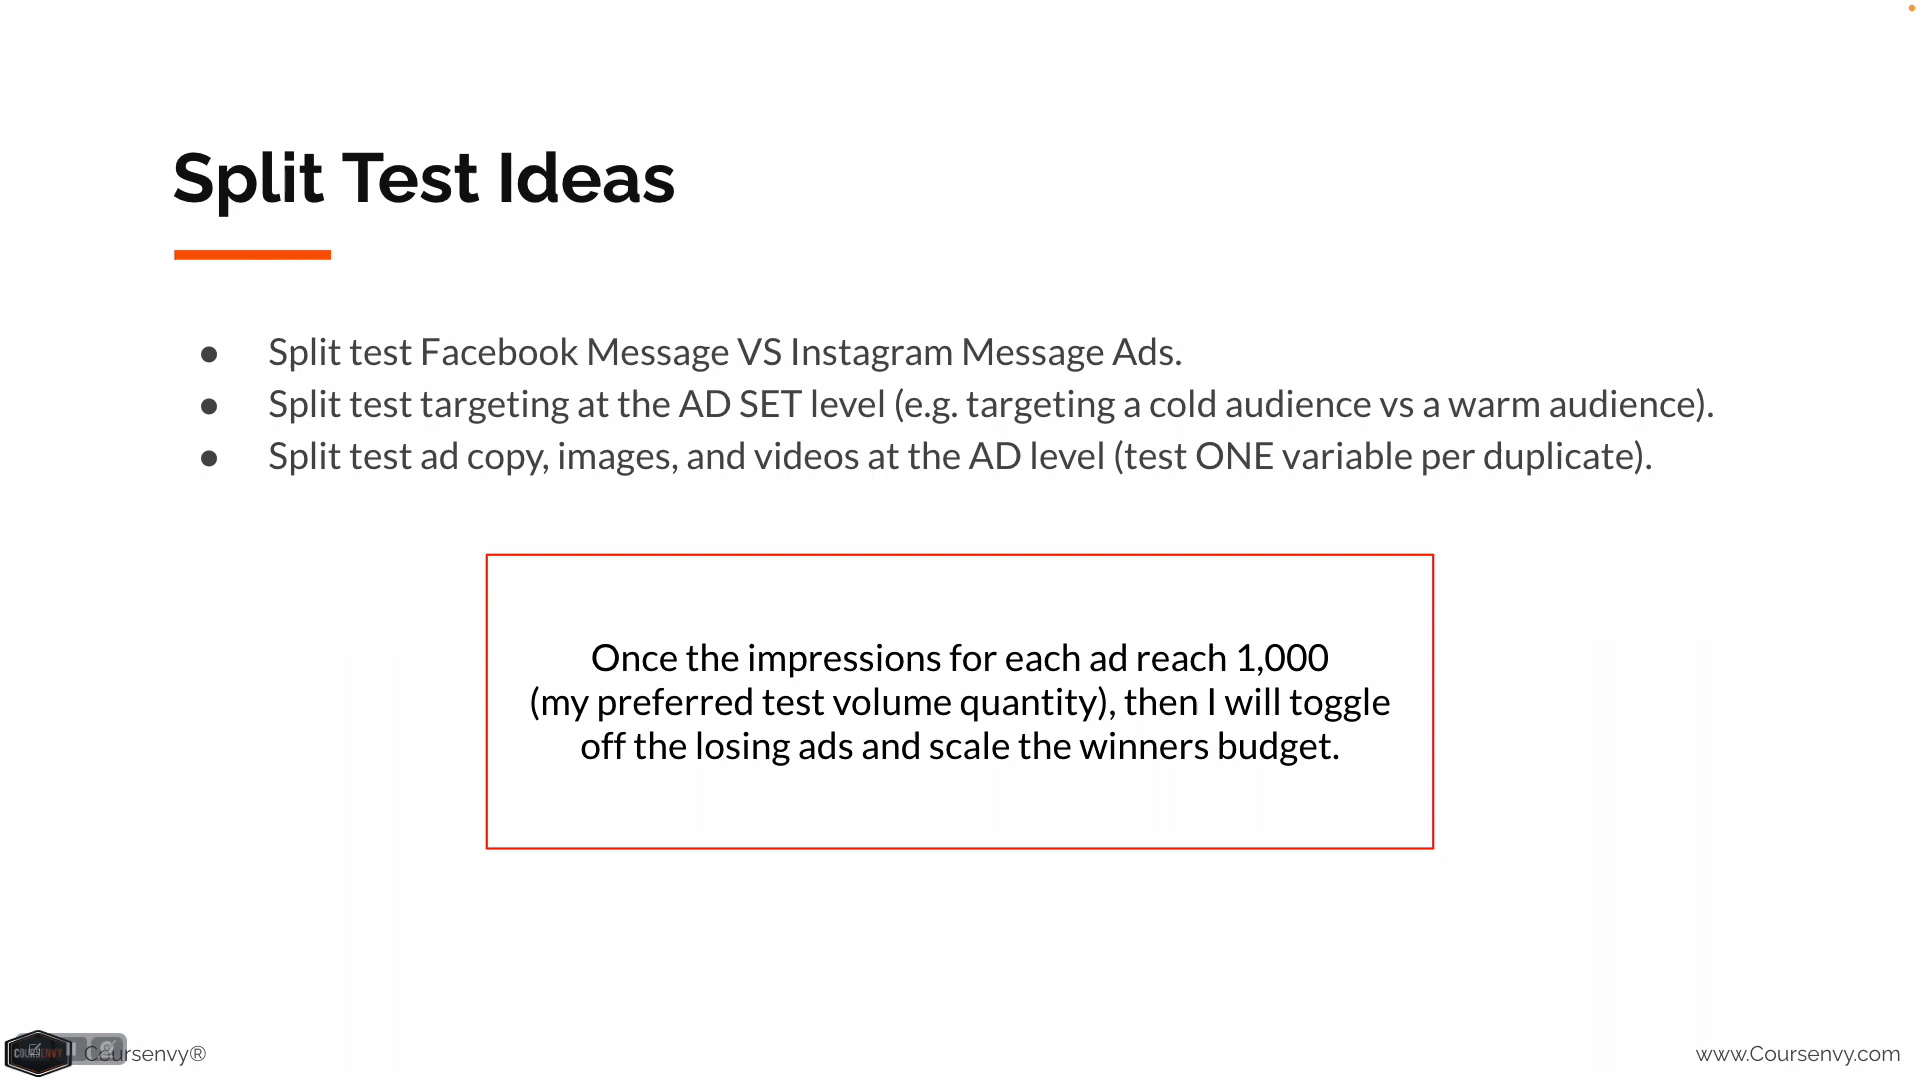 Split Test Ideas
● Split test Facebook Message VS Instagram Message Ads.
● Split test targeting at the AD SET level (e.g. targeting a cold audience vs a warm audience).
● Split test ad copy, images, and videos at the AD level (test ONE variable per duplicate).
Once the impressions for each ad reach 1,000
(my preferred test volume quantity), then I will toggle
off the losing ads and scale the winners budget.
COURSENVY
Coursenvy®
www.Coursenvy.com